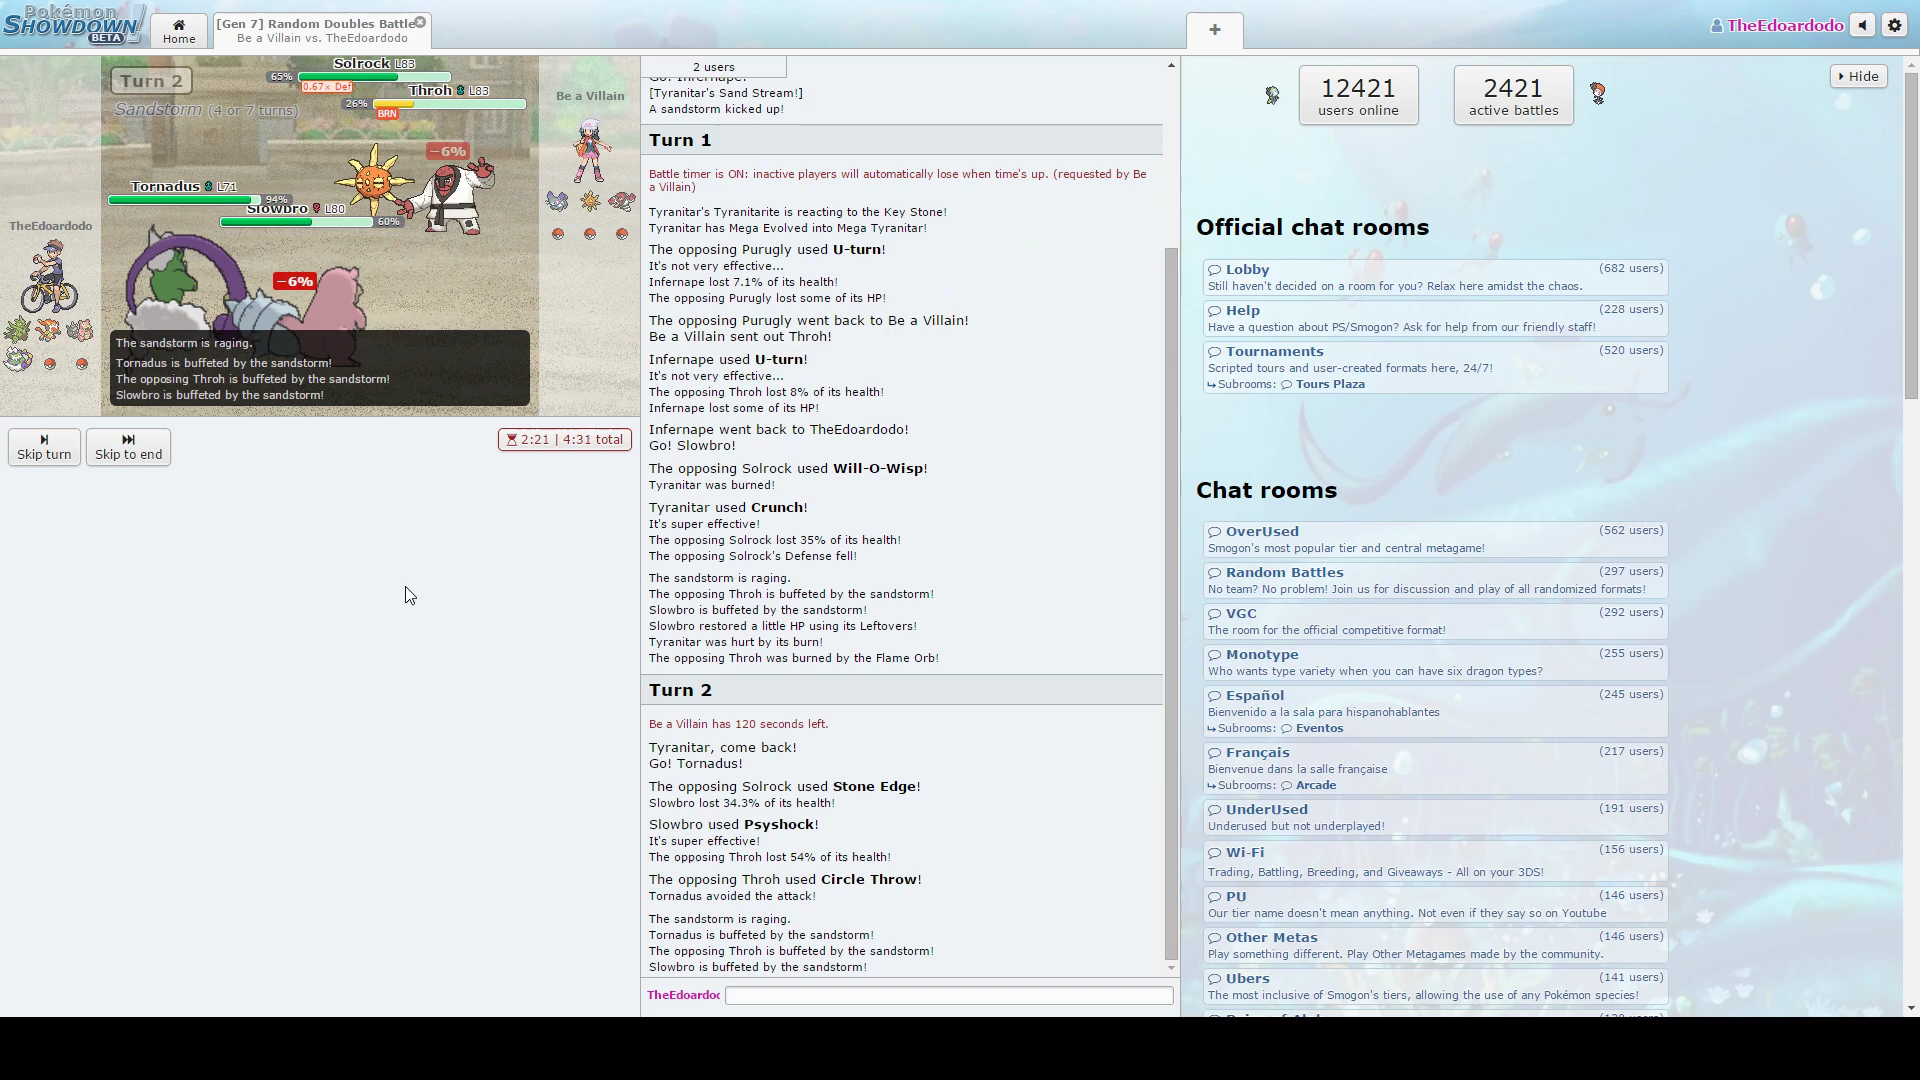 Pokémon
SHOWDOWN!
BETA
Home
[Gen 7] Random Doubles Battle
Be a Villain vs. TheEdoardodo
+
TheEdoardodo
Turn 2
Sandstorm (4 or 7 turns)
Solrock L83
65%
0.67× Def
Throh L83
26%
BRN
−6%
Tornadus L71
94%
Slowbro L80
60%
−6%
Be a Villain
TheEdoardodo
The sandstorm is raging.
Tornadus is buffeted by the sandstorm!
The opposing Throh is buffeted by the sandstorm!
Slowbro is buffeted by the sandstorm!
Skip turn
Skip to end
2:21 | 4:31 total
2 users
Go! Infernape!
[Tyranitar's Sand Stream!]
A sandstorm kicked up!
Turn 1
Battle timer is ON: inactive players will automatically lose when time's up. (requested by Be
a Villain)
Tyranitar's Tyranitarite is reacting to the Key Stone!
Tyranitar has Mega Evolved into Mega Tyranitar!
The opposing Purugly used U-turn!
It's not very effective...
Infernape lost 7.1% of its health!
The opposing Purugly lost some of its HP!
The opposing Purugly went back to Be a Villain!
Be a Villain sent out Throh!
Infernape used U-turn!
It's not very effective...
The opposing Throh lost 8% of its health!
Infernape lost some of its HP!
Infernape went back to TheEdoardodo!
Go! Slowbro!
The opposing Solrock used Will-O-Wisp!
Tyranitar was burned!
Tyranitar used Crunch!
It's super effective!
The opposing Solrock lost 35% of its health!
The opposing Solrock's Defense fell!
The sandstorm is raging.
The opposing Throh is buffeted by the sandstorm!
Slowbro is buffeted by the sandstorm!
Slowbro restored a little HP using its Leftovers!
Tyranitar was hurt by its burn!
The opposing Throh was burned by the Flame Orb!
Turn 2
Be a Villain has 120 seconds left.
Tyranitar, come back!
Go! Tornadus!
The opposing Solrock used Stone Edge!
Slowbro lost 34.3% of its health!
Slowbro used Psyshock!
It's super effective!
The opposing Throh lost 54% of its health!
The opposing Throh used Circle Throw!
Tornadus avoided the attack!
The sandstorm is raging.
Tornadus is buffeted by the sandstorm!
The opposing Throh is buffeted by the sandstorm!
Slowbro is buffeted by the sandstorm!
TheEdoardoc
12421
users online
2421
active battles
Hide
Official chat rooms
Lobby (682 users)
Still haven't decided on a room for you? Relax here amidst the chaos.
Help (228 users)
Have a question about PS/Smogon? Ask for help from our friendly staff!
Tournaments (520 users)
Scripted tours and user-created formats here, 24/7!
Subrooms: Tours Plaza
Chat rooms
OverUsed (562 users)
Smogon's most popular tier and central metagame!
Random Battles (297 users)
No team? No problem! Join us for discussion and play of all randomized formats!
VGC (292 users)
The room for the official competitive format!
Monotype (255 users)
Who wants type variety when you can have six dragon types?
Español (245 users)
Bienvenido a la sala para hispanohablantes
Subrooms: Eventos
Français (217 users)
Bienvenue dans la salle française
Subrooms: Arcade
UnderUsed (191 users)
Underused but not underplayed!
Wi-Fi (156 users)
Trading, Battling, Breeding, and Giveaways - All on your 3DS!
PU (146 users)
Our tier name doesn't mean anything. Not even if they say so on Youtube
Other Metas (146 users)
Play something different. Play Other Metagames made by the community.
Ubers (141 users)
The most inclusive of Smogon's tiers, allowing the use of any Pokémon species!